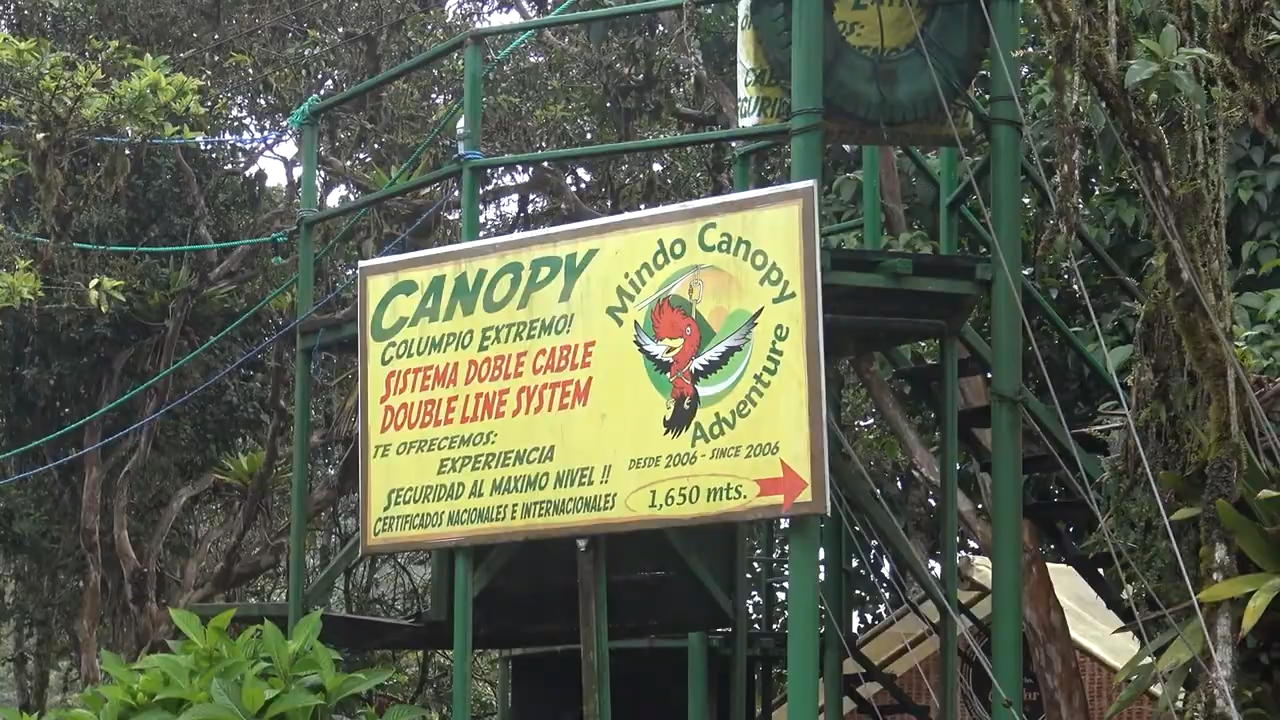 CANOPY
COLUMPIO EXTREMO!
SISTEMA DOBLE CABLE
DOUBLE LINE SYSTEM
TE OFRECEMOS:
EXPERIENCIA
SEGURIDAD AL MAXIMO NIVEL !!
CERTIFICADOS NACIONALES E INTERNACIONALES
Mindo Canopy
Adventure
DESDE 2006 - SINCE 2006
1,650 mts.